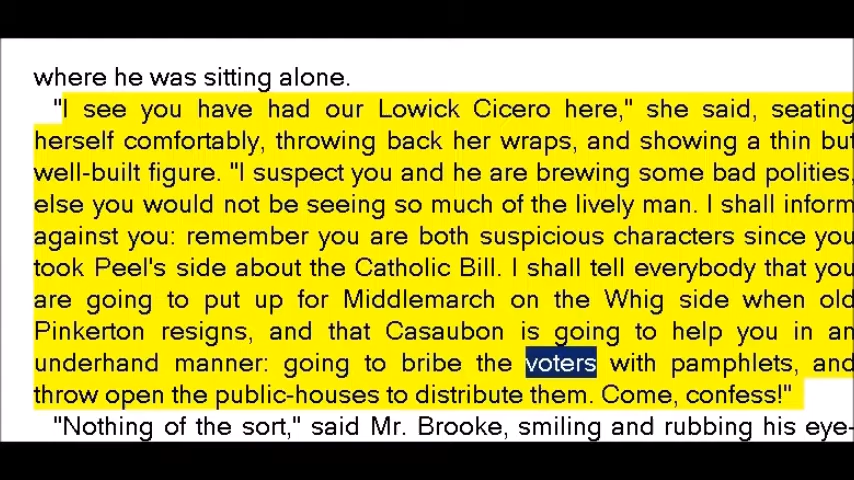 where he was sitting alone.
"I see you have had our Lowick Cicero here," she said, seating
herself comfortably, throwing back her wraps, and showing a thin but
well-built figure. "I suspect you and he are brewing some bad polities,
else you would not be seeing so much of the lively man. I shall inform
against you: remember you are both suspicious characters since you
took Peel's side about the Catholic Bill. I shall tell everybody that you
are going to put up for Middlemarch on the Whig side when old
Pinkerton resigns, and that Casaubon is going to help you in an
underhand manner: going to bribe the voters with pamphlets, and
throw open the public-houses to distribute them. Come, confess!"
"Nothing of the sort," said Mr. Brooke, smiling and rubbing his eye-